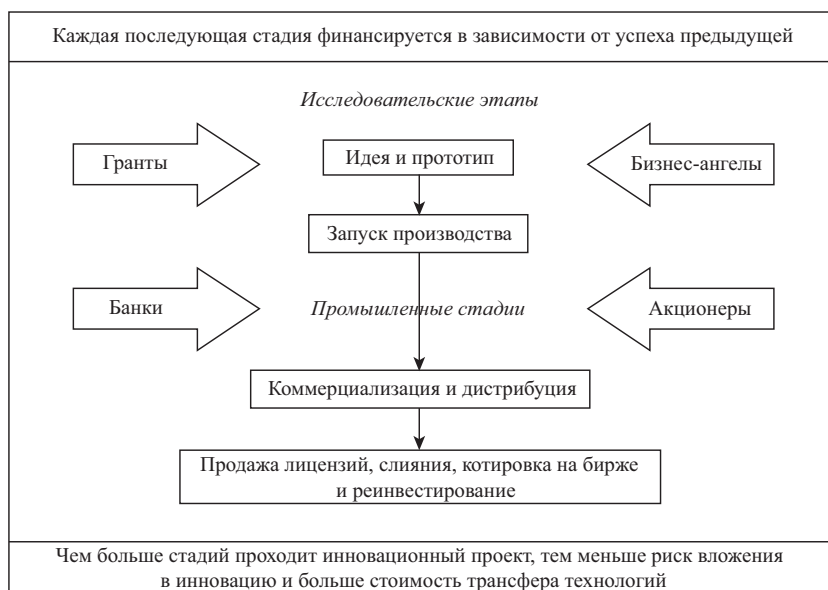 Каждая последующая стадия финансируется в зависимости от успеха предыдущей
Исследовательские этапы
Гранты
Идея и прототип
Бизнес-ангелы
Запуск производства
Банки
Промышленные стадии
Акционеры
Коммерциализация и дистрибуция
Продажа лицензий, слияния, котировка на бирже
и реинвестирование
Чем больше стадий проходит инновационный проект, тем меньше риск вложения
в инновацию и больше стоимость трансфера технологий